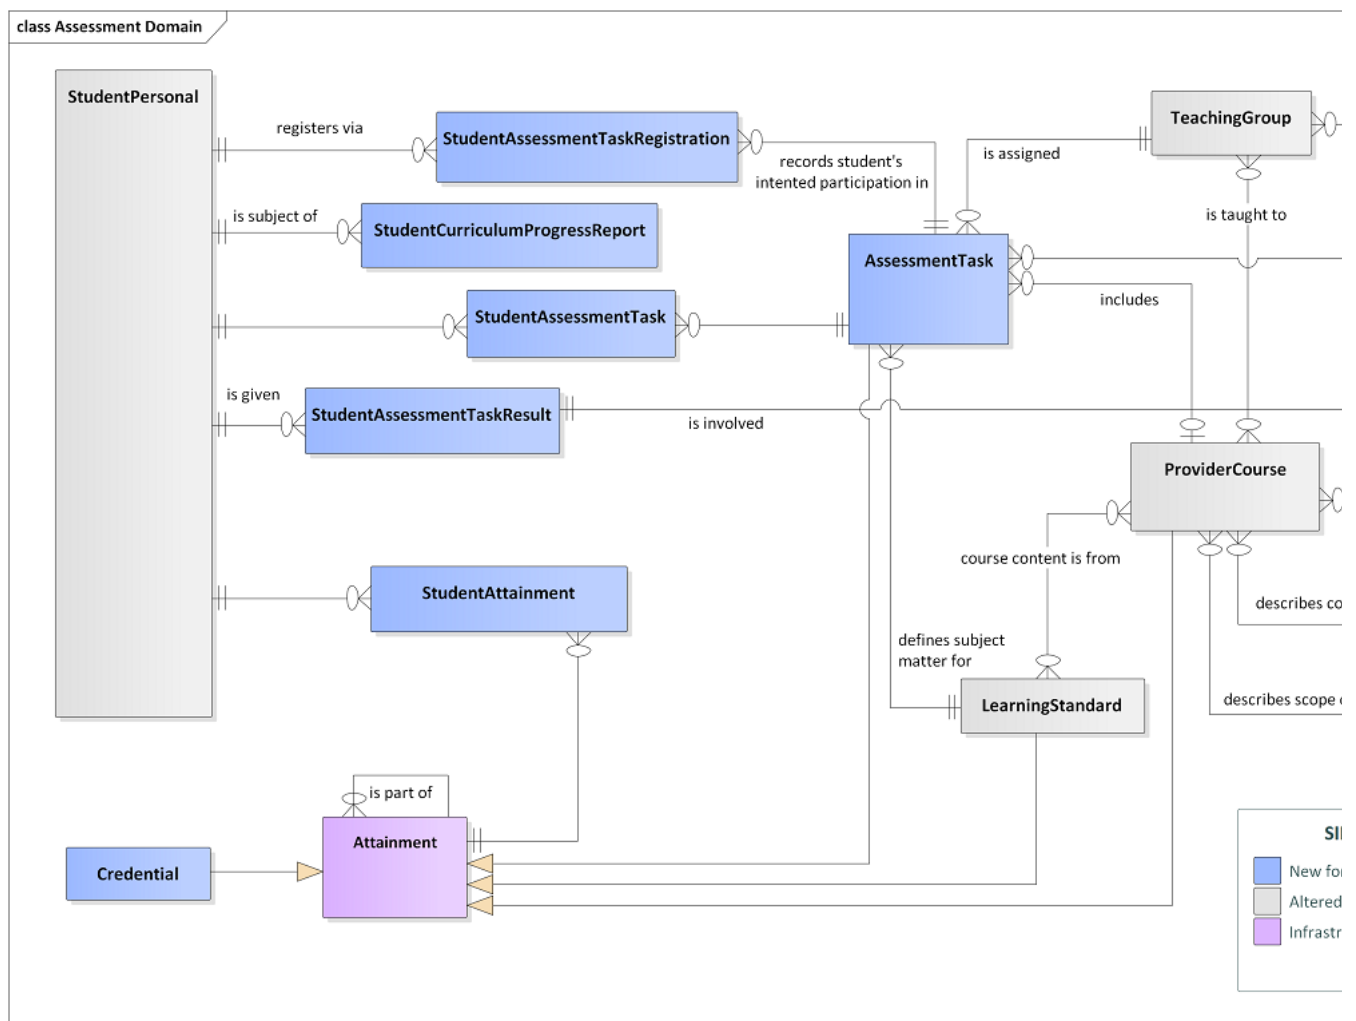 class Assessment Domain
StudentPersonal
registers via
StudentAssessmentTaskRegistration
records student's
intented participation in
is assigned
TeachingGroup
is taught to
is subject of
StudentCurriculumProgressReport
AssessmentTask
includes
StudentAssessmentTask
is given
StudentAssessmentTaskResult
is involved
ProviderCourse
course content is from
StudentAttainment
describes co
defines subject
matter for
LearningStandard
describes scope
is part of
Attainment
Credential
SI
New fo
Altered
Infrastr